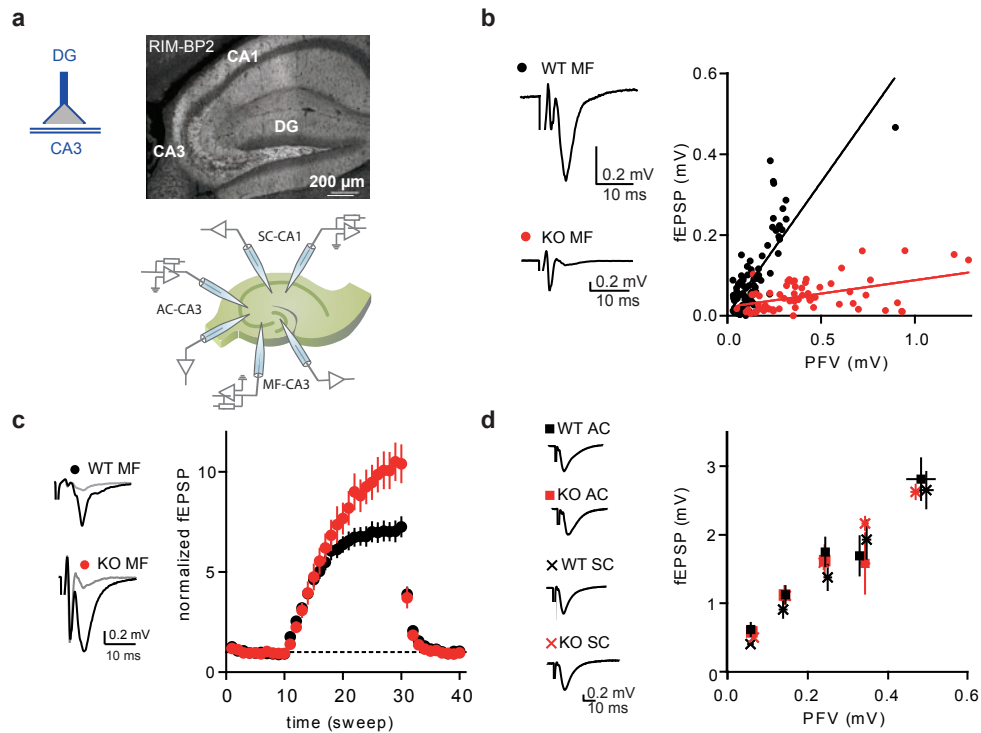 a
DG
CA3
RIM-BP2
CA1
DG
CA3
200 µm
SC-CA1
AC-CA3
MF-CA3
b
WT MF
0.2 mV
10 ms
KO MF
0.2 mV
10 ms
fEPSP (mV)
0.6
0.4
0.2
0.0
0.0
0.5
1.0
PFV (mV)
c
WT MF
KO MF
0.2 mV
10 ms
normalized fEPSP
10
5
0
0
10
20
30
40
time (sweep)
d
WT AC
KO AC
WT SC
KO SC
0.2 mV
10 ms
fEPSP (mV)
3
2
1
0
0.0
0.2
0.4
0.6
PFV (mV)